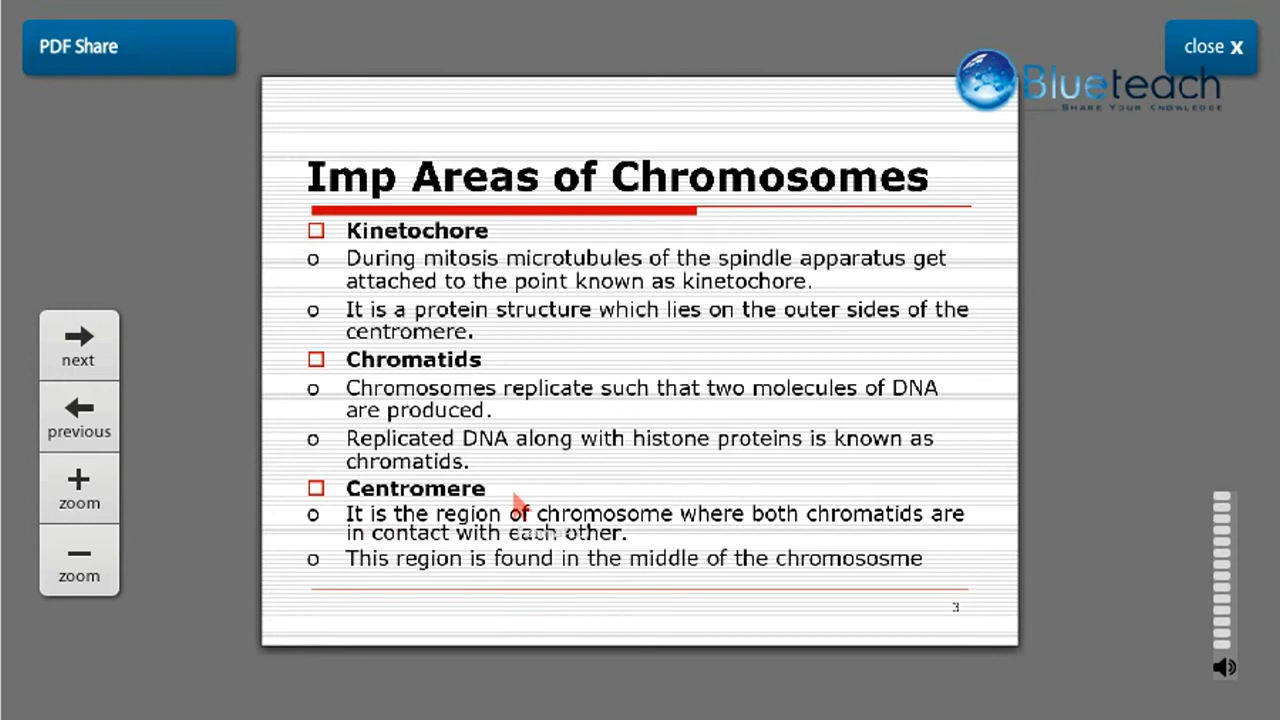 PDF Share
close x
Blueteach
SHARE YOUR KNOWLEDGE
Imp Areas of Chromosomes
Kinetochore
o During mitosis microtubules of the spindle apparatus get
attached to the point known as kinetochore.
o It is a protein structure which lies on the outer sides of the
centromere.
Chromatids
o Chromosomes replicate such that two molecules of DNA
are produced.
o Replicated DNA along with histone proteins is known as
chromatids.
Centromere
o It is the region of chromosome where both chromatids are
in contact with each other.
o This region is found in the middle of the chromososme
3
next
previous
+
zoom
−
zoom